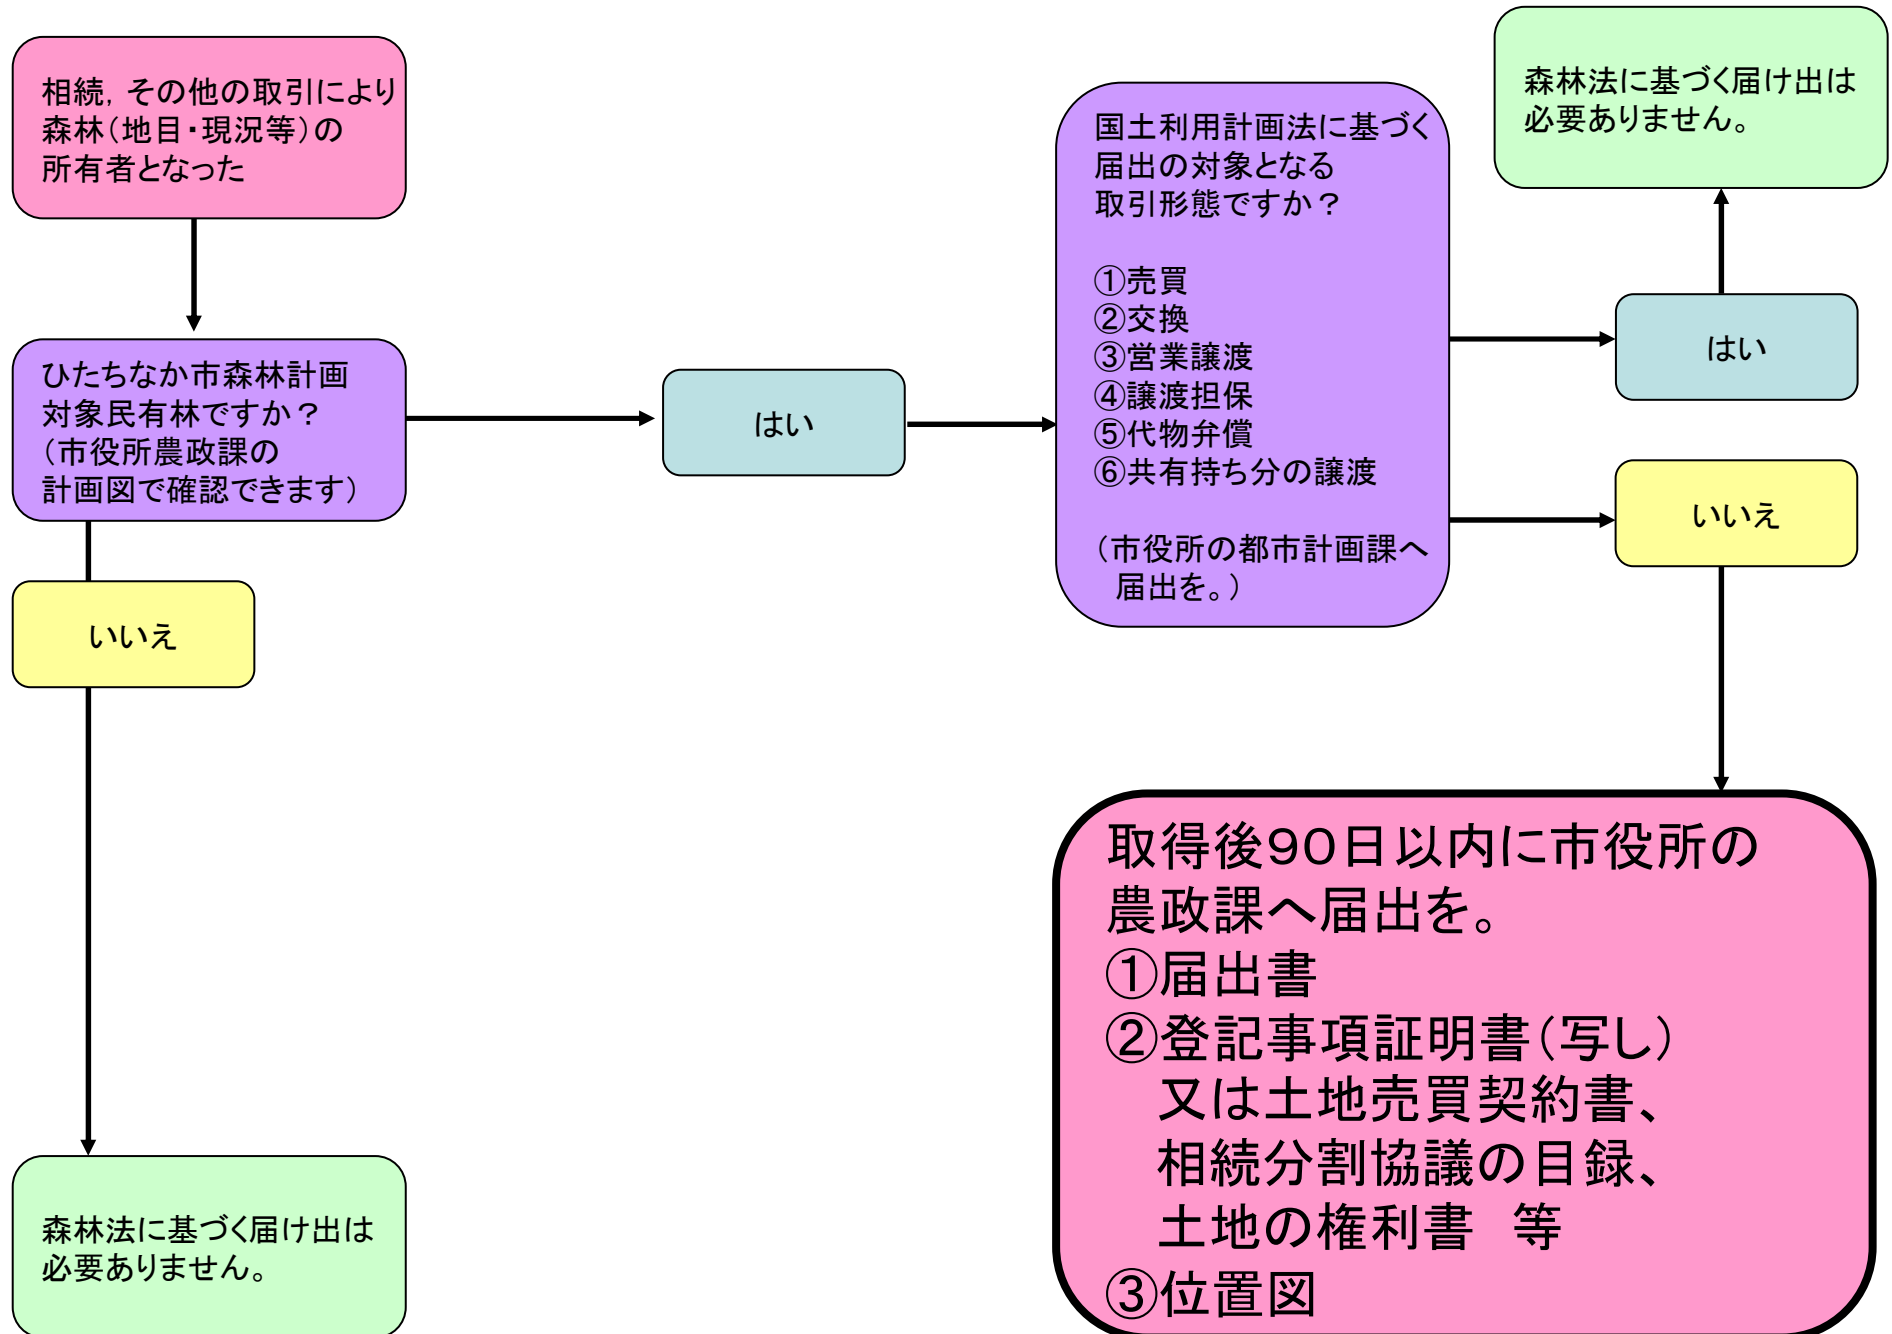 相続,その他の取引により
森林(地目・現況等)の
所有者となった
ひたちなか市森林計画
対象民有林ですか?
(市役所農政課の
計画図で確認できます)
いいえ
森林法に基づく届け出は
必要ありません。
はい
国土利用計画法に基づく
届出の対象となる
取引形態ですか?
①売買
②交換
③営業譲渡
④譲渡担保
⑤代物弁償
⑥共有持ち分の譲渡
(市役所の都市計画課へ
届出を。)
はい
森林法に基づく届け出は
必要ありません。
いいえ
取得後90日以内に市役所の
農政課へ届出を。
①届出書
②登記事項証明書(写し)
又は土地売買契約書、
相続分割協議の目録、
土地の権利書 等
③位置図